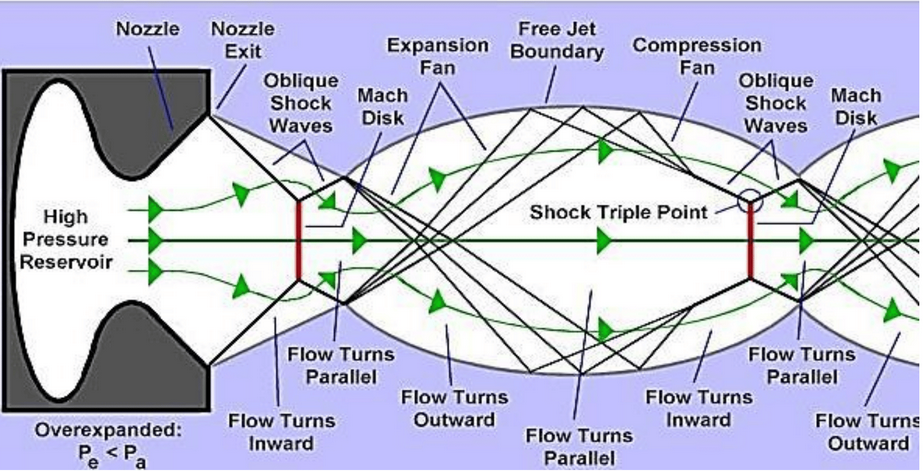 Nozzle
Nozzle
Exit
Oblique
Shock
Waves
Mach
Disk
Expansion
Fan
Free Jet
Boundary
Compression
Fan
Oblique
Shock
Waves
Mach
Disk
High
Pressure
Reservoir
Shock Triple Point
Flow Turns
Parallel
Flow Turns
Inward
Flow Turns
Outward
Flow Turns
Parallel
Flow Turns
Inward
Flow Turns
Parallel
Flow Turns
Outward
Overexpanded:
Pe < Pa